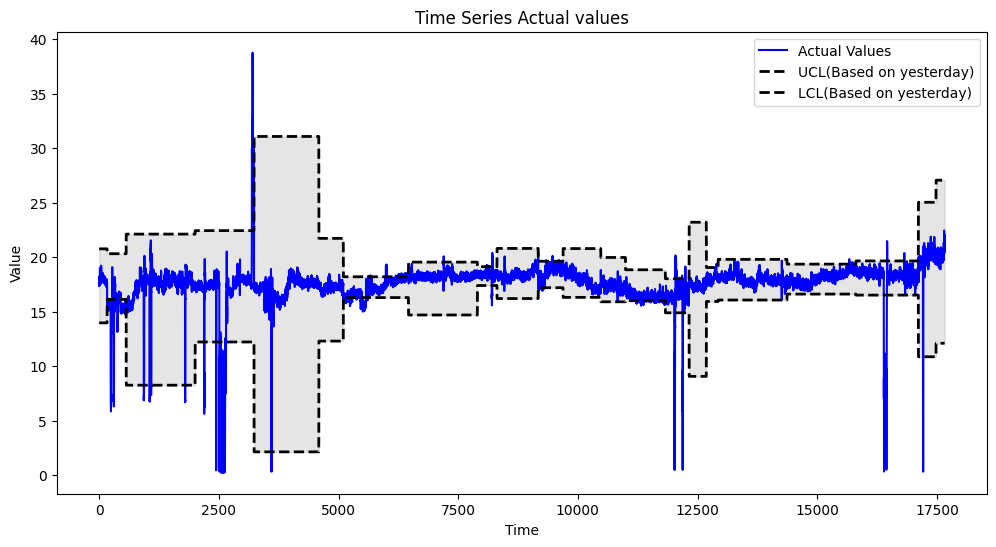 Time Series Actual values
Value
40
35
30
25
20
15
10
5
0
Actual Values
UCL(Based on yesterday)
LCL(Based on yesterday)
0 2500 5000 7500 10000 12500 15000 17500
Time